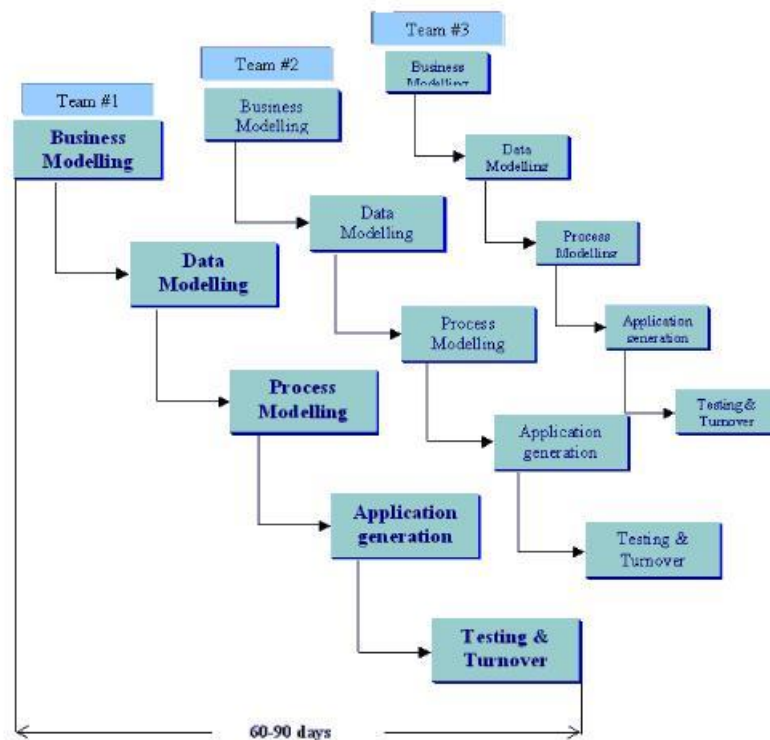 Team #1
Business
Modelling
Data
Modelling
Process
Modelling
Application
generation
Testing &
Turnover
Team #2
Business
Modelling
Data
Modelling
Process
Modelling
Application
generation
Testing &
Turnover
Team #3
Business
Modelling
Data
Modelling
Process
Modelling
Application
generation
Testing&
Turnover
60-90 days